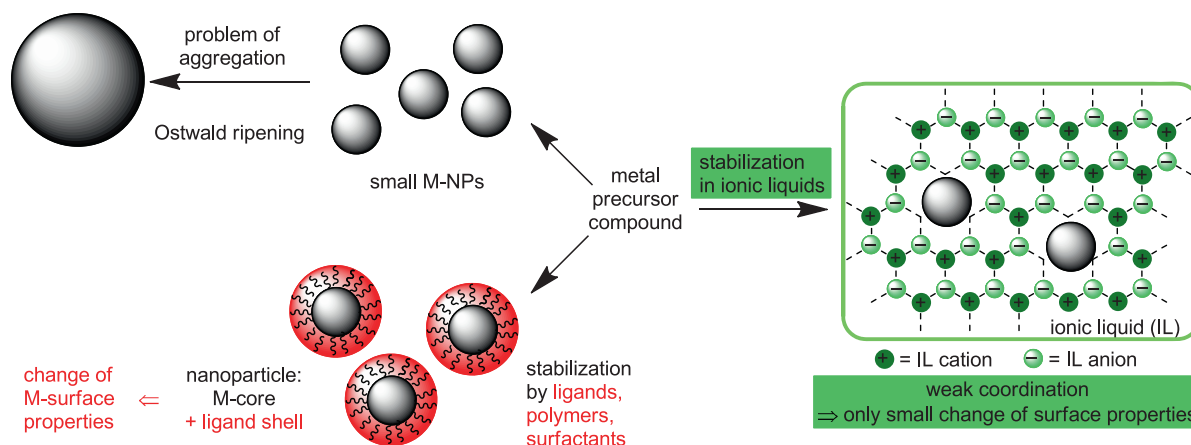 problem of
aggregation
Ostwald ripening
small M-NPs
metal
precursor
compound
stabilization
in ionic liquids
ionic liquid (IL)
+ = IL cation − = IL anion
weak coordination
⇒ only small change of surface properties
change of
M-surface
properties
⇐
nanoparticle:
M-core
+ ligand shell
stabilization
by ligands,
polymers,
surfactants